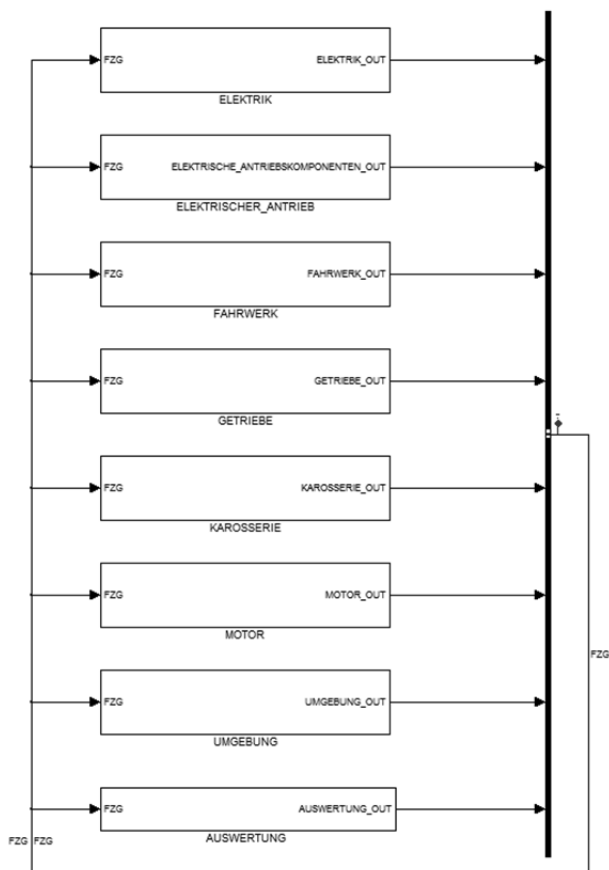 FZG ELEKTRIK_OUT
ELEKTRIK
FZG ELEKTRISCHE_ANTRIEBSKOMPONENTEN_OUT
ELEKTRISCHER_ANTRIEB
FZG FAHRWERK_OUT
FAHRWERK
FZG GETRIEBE_OUT
GETRIEBE
FZG KAROSSERIE_OUT
KAROSSERIE
FZG MOTOR_OUT
MOTOR
FZG
FZG UMGEBUNG_OUT
UMGEBUNG
FZG AUSWERTUNG_OUT
AUSWERTUNG
FZG FZG